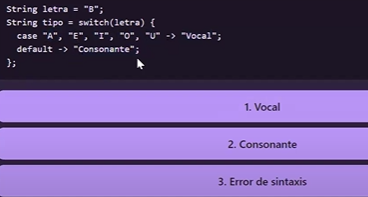 String letra = "B";
String tipo = switch(letra) {
  case "A", "E", "I", "O", "U" -> "Vocal";
  default -> "Consonante";
};
1. Vocal
2. Consonante
3. Error de sintaxis